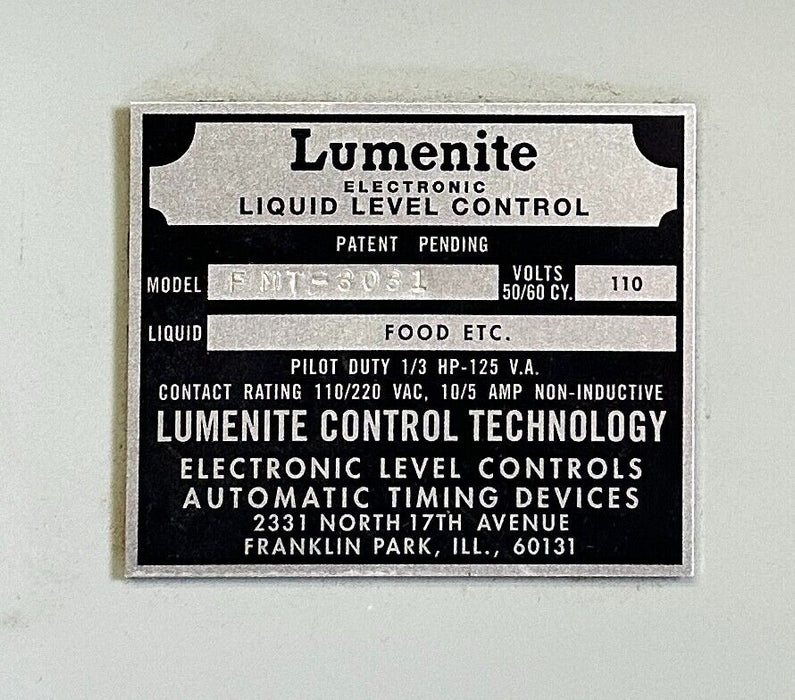 Lumenite
ELECTRONIC
LIQUID LEVEL CONTROL
PATENT PENDING
MODEL FMT-3031 VOLTS 50/60 CY. 110
LIQUID FOOD ETC.
PILOT DUTY 1/3 HP-125 V.A.
CONTACT RATING 110/220 VAC, 10/5 AMP NON-INDUCTIVE
LUMENITE CONTROL TECHNOLOGY
ELECTRONIC LEVEL CONTROLS
AUTOMATIC TIMING DEVICES
2331 NORTH 17TH AVENUE
FRANKLIN PARK, ILL., 60131